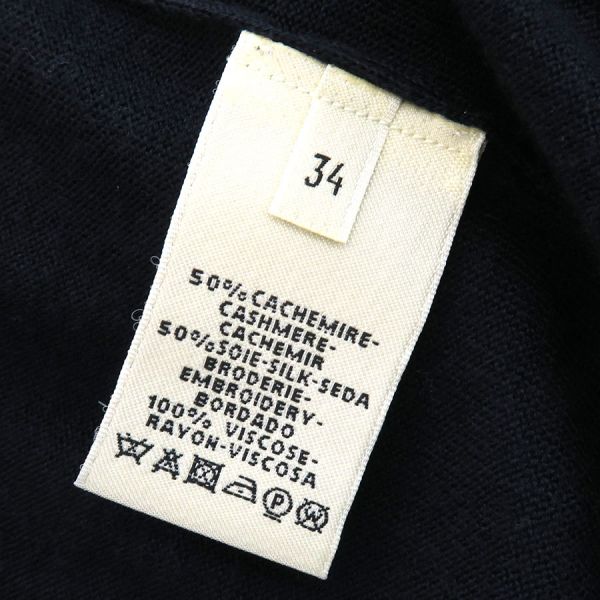 34
50% CACHEMIRE-
CASHMERE-
CACHEMIR
50% SOIE-SILK-SEDA
BRODERIE-
EMBROIDERY-
BORDADO
100% VISCOSE-
RAYON-VISCOSA
P W